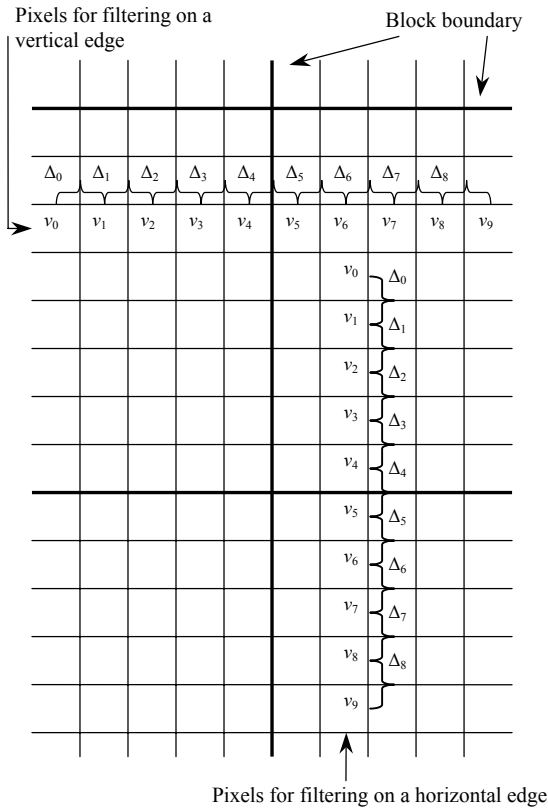 Pixels for filtering on a
vertical edge
Block boundary
Δ₀ Δ₁ Δ₂ Δ₃ Δ₄ Δ₅ Δ₆ Δ₇ Δ₈
v₀ v₁ v₂ v₃ v₄ v₅ v₆ v₇ v₈ v₉
v₀ Δ₀
v₁ Δ₁
v₂ Δ₂
v₃ Δ₃
v₄ Δ₄
v₅ Δ₅
v₆ Δ₆
v₇ Δ₇
v₈ Δ₈
v₉
Pixels for filtering on a horizontal edge